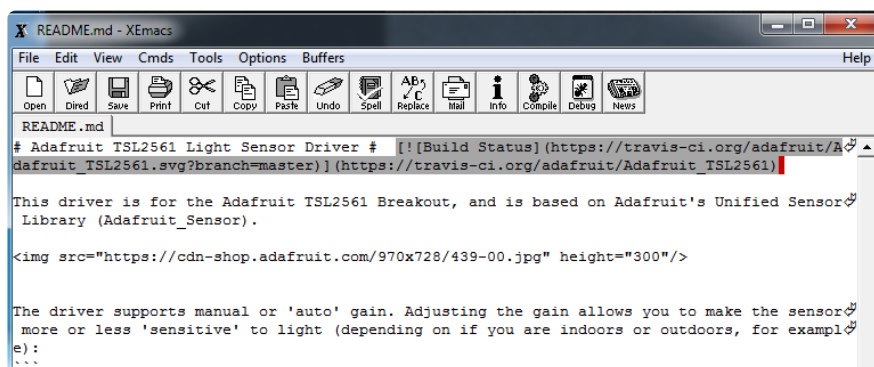 README.md - XEmacs
File Edit View Cmds Tools Options Buffers Help
Open Dired Save Print Cut Copy Paste Undo Spell Replace Mail Info Compile Debug News
README.md
# Adafruit TSL2561 Light Sensor Driver # [![Build Status](https://travis-ci.org/adafruit/A
dafruit_TSL2561.svg?branch=master)](https://travis-ci.org/adafruit/Adafruit_TSL2561)
This driver is for the Adafruit TSL2561 Breakout, and is based on Adafruit's Unified Sensor
Library (Adafruit_Sensor).
<img src="https://cdn-shop.adafruit.com/970x728/439-00.jpg" height="300"/>
The driver supports manual or 'auto' gain. Adjusting the gain allows you to make the sensor
more or less 'sensitive' to light (depending on if you are indoors or outdoors, for exampl
e):
```